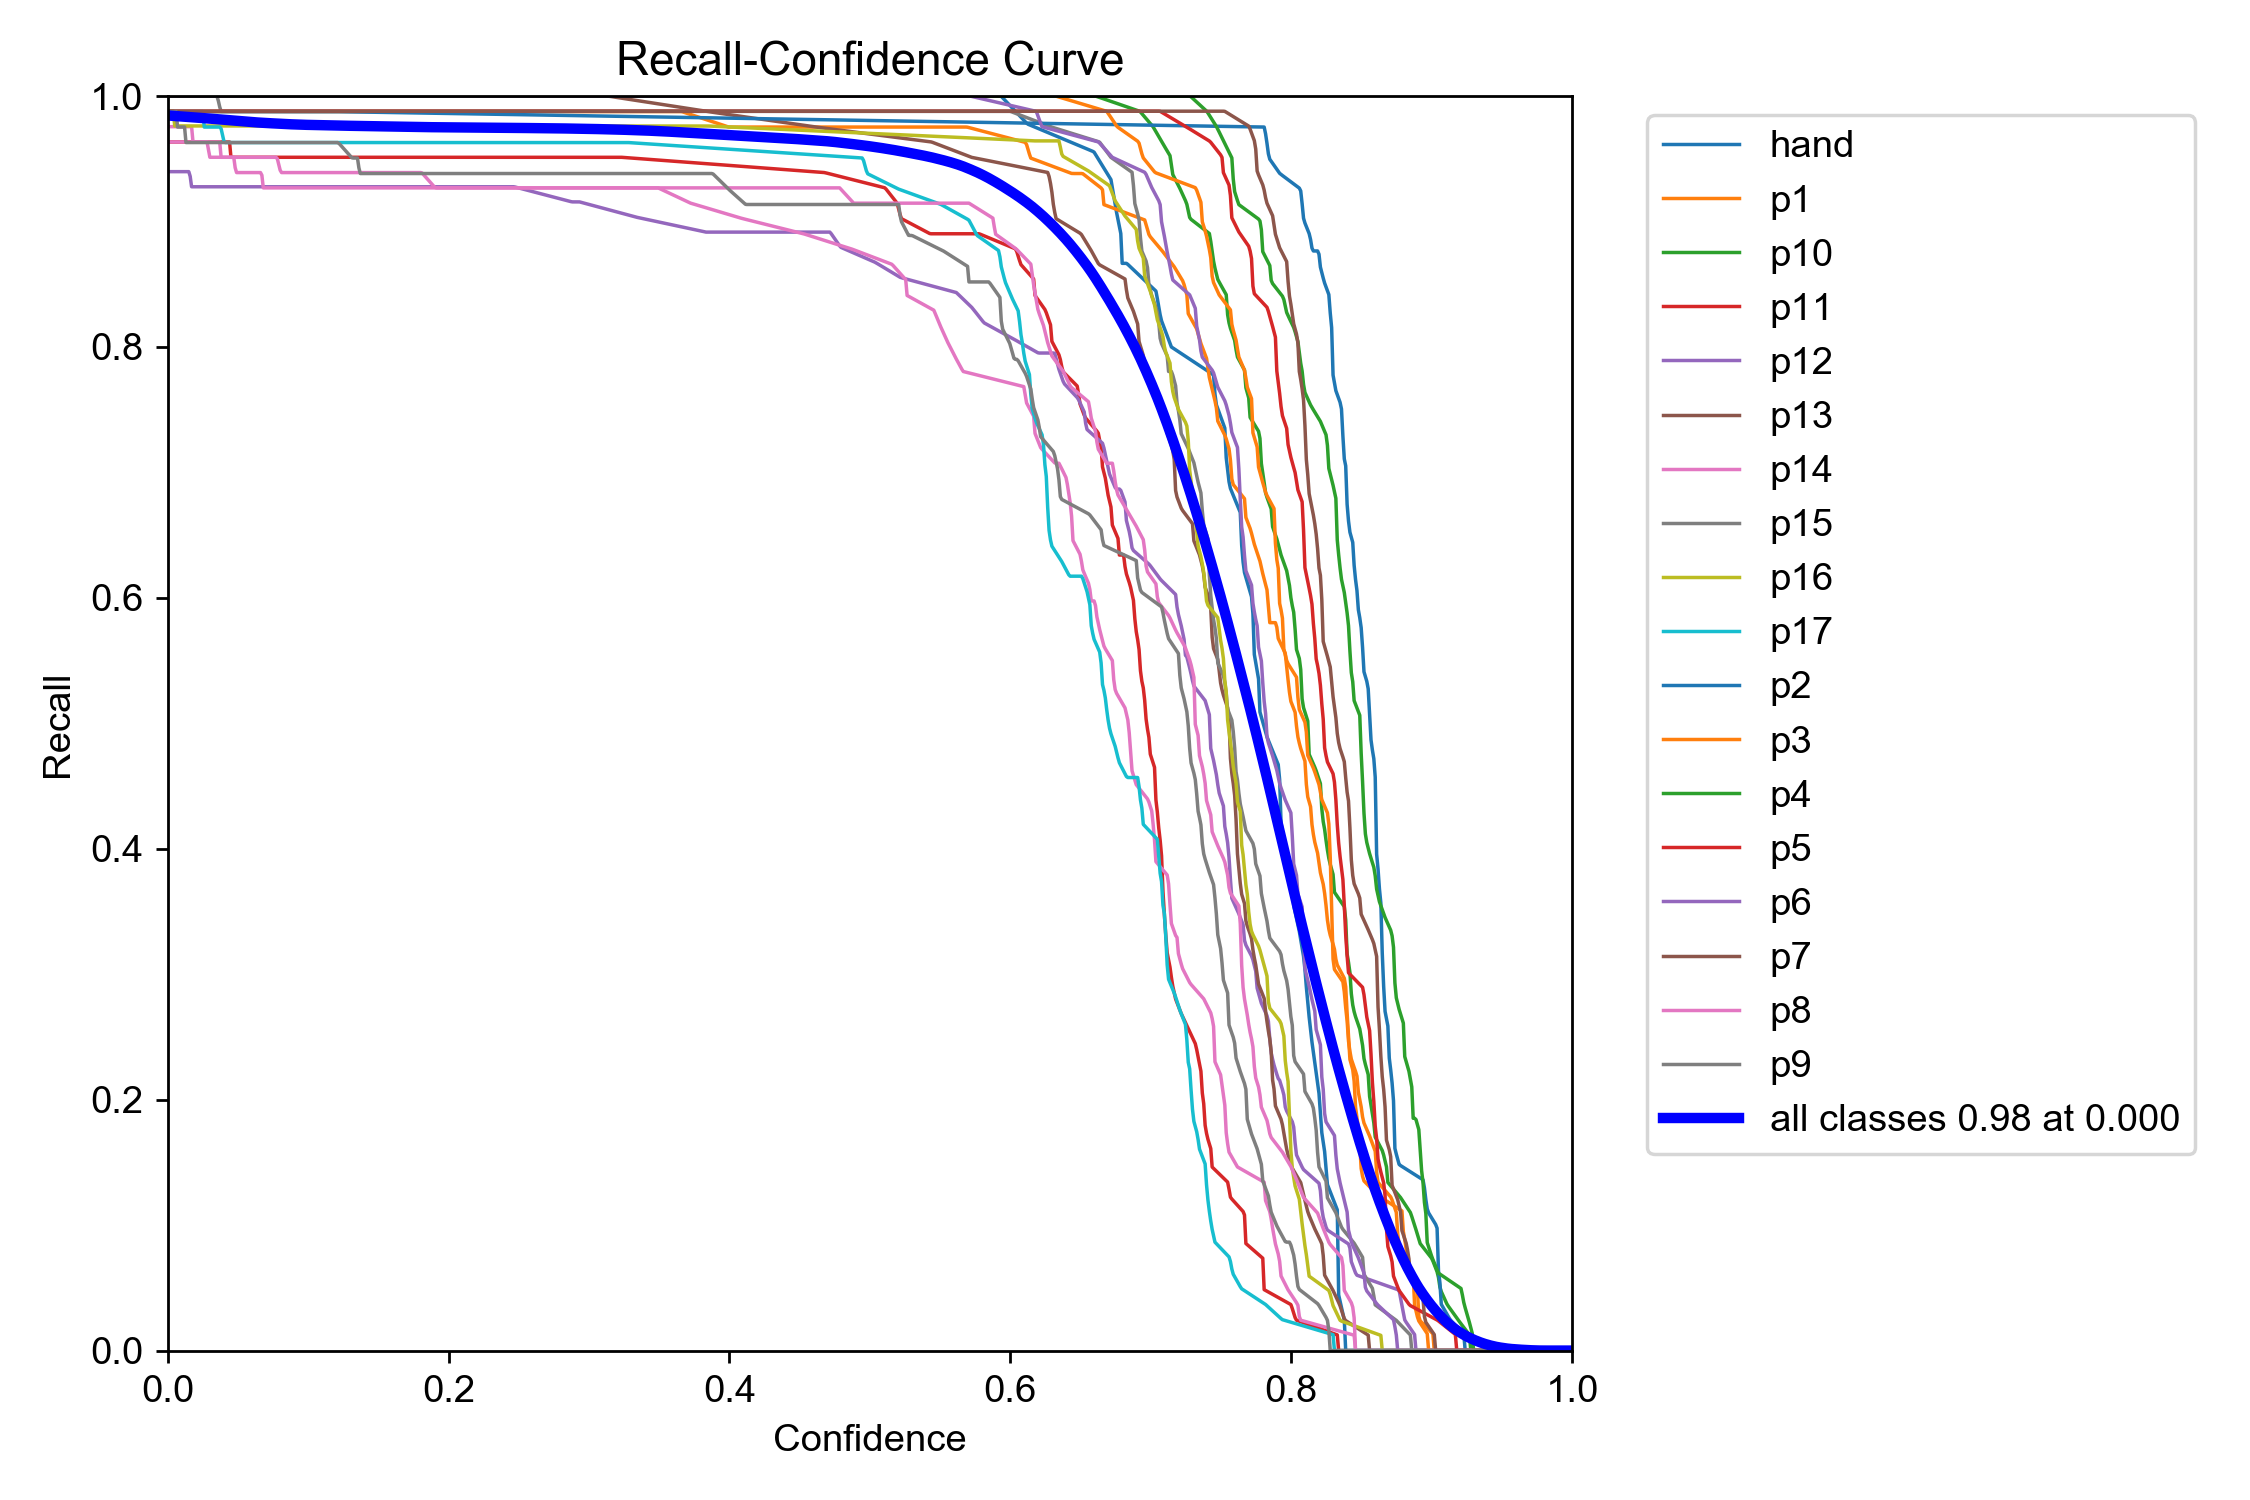 Recall-Confidence Curve
1.0
0.8
0.6
0.4
0.2
0.0
Recall
0.0 0.2 0.4 0.6 0.8 1.0
Confidence
hand
p1
p10
p11
p12
p13
p14
p15
p16
p17
p2
p3
p4
p5
p6
p7
p8
p9
all classes 0.98 at 0.000